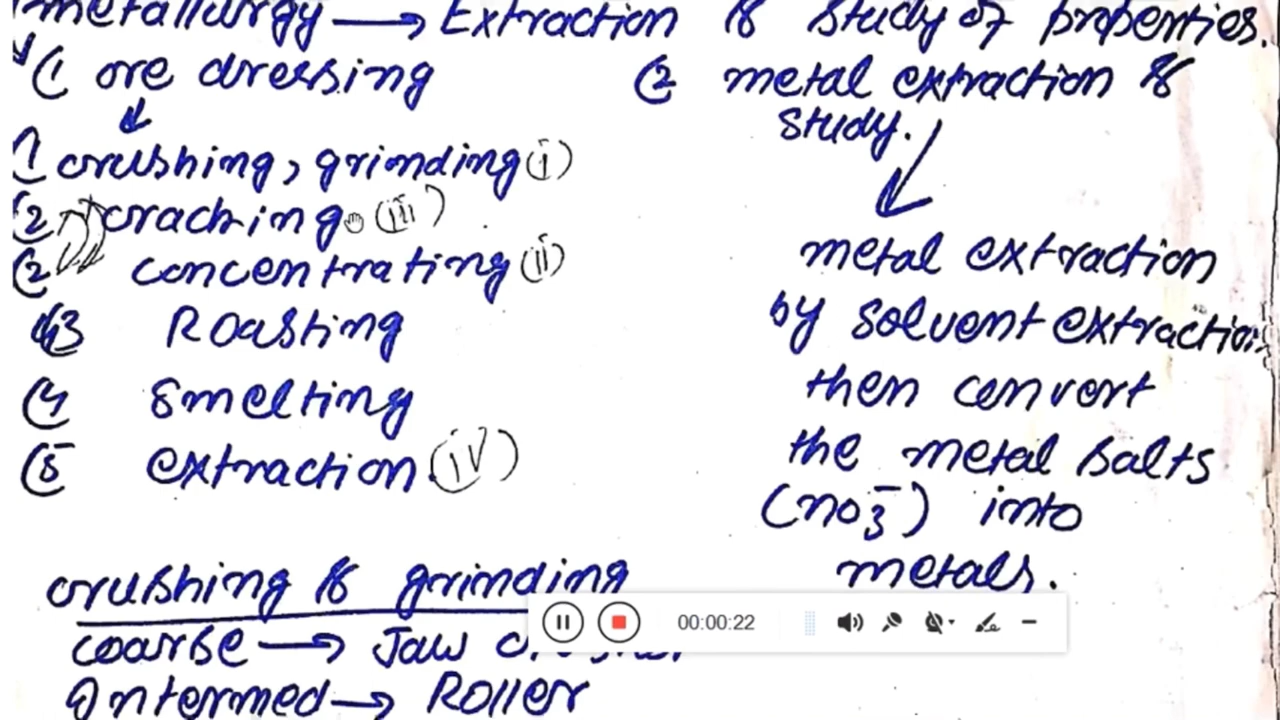 metallurgy → Extraction & study of properties.
(1 ore dressing
(2 metal extraction &
study.
1 crushing, grinding (i)
(2 cracking (iii)
(2 concentrating (ii)
3 Roasting
(4 smelting
(5 extraction. (iv)
metal extraction
by solvent extraction
then convert
the metal salts
(no3-) into
metals.
crushing & grinding
coarse → Jaw
Intermed → Roller
00:00:22